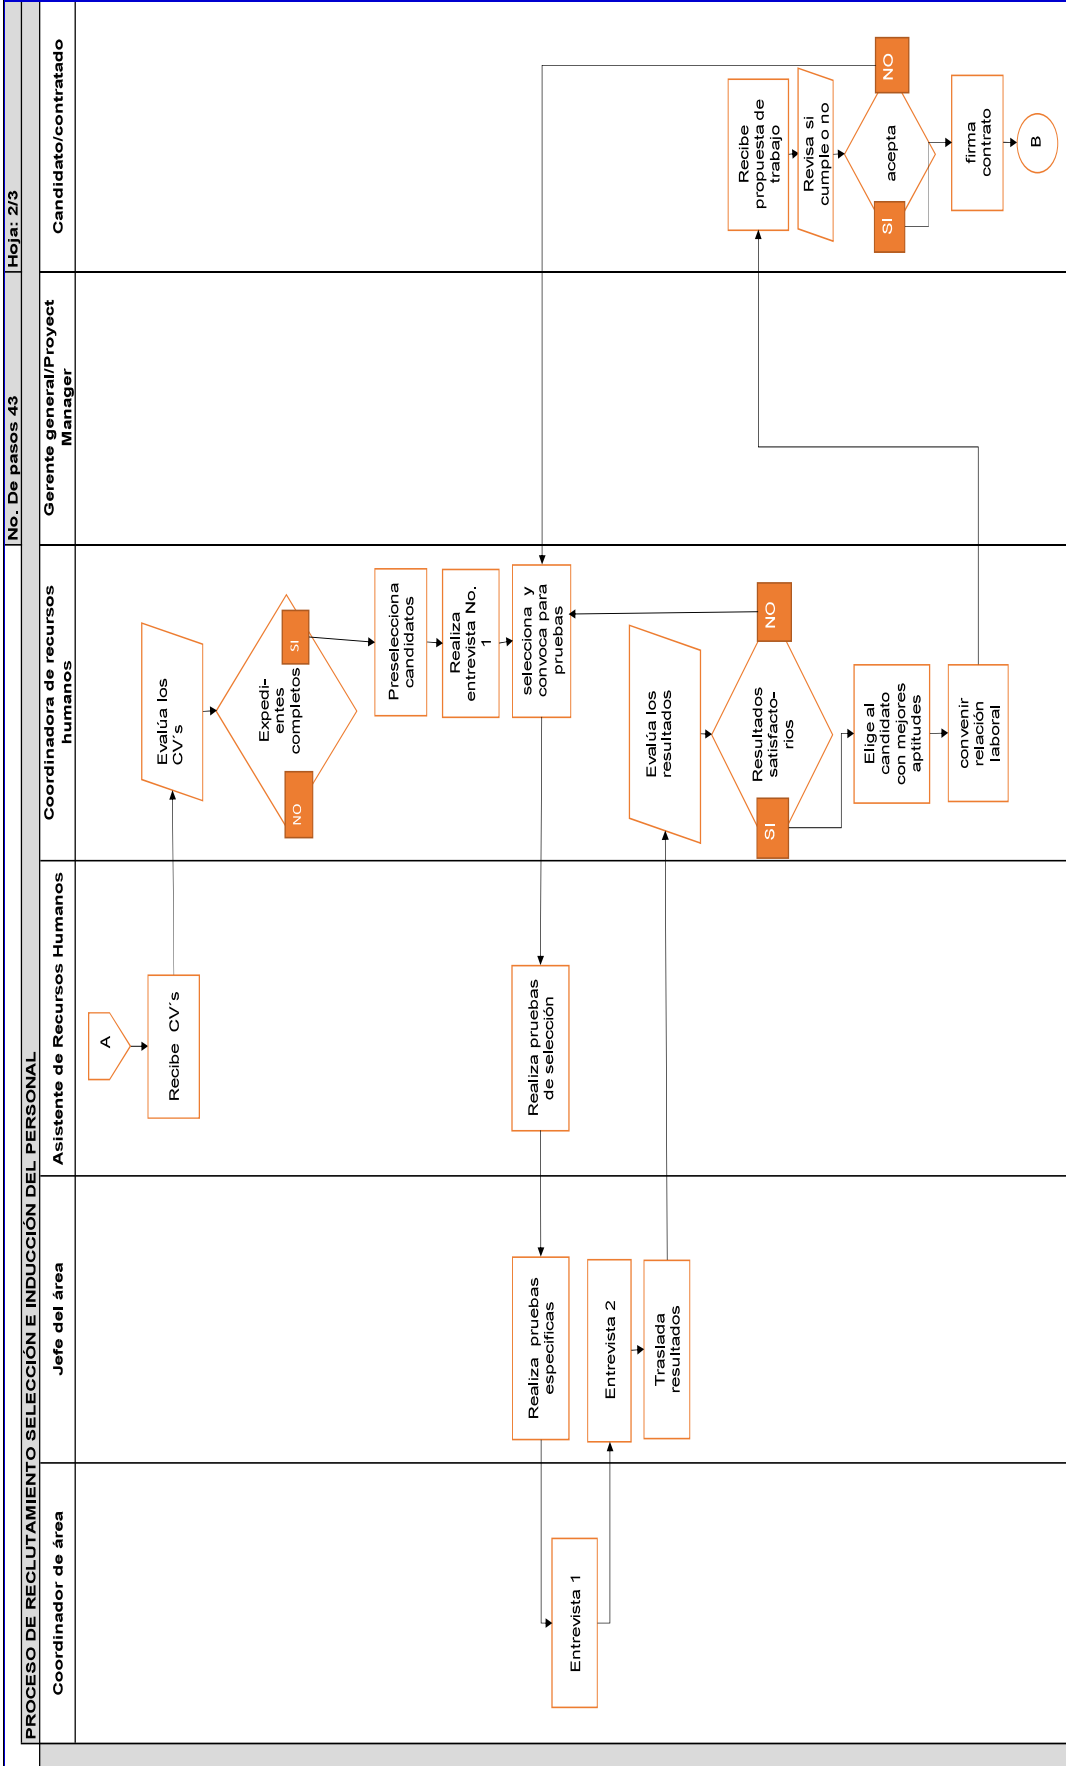 No. De pasos 43
Hoja: 2/3
PROCESO DE RECLUTAMIENTO SELECCIÓN E INDUCCIÓN DEL PERSONAL
Coordinador de área
Jefe del área
Asistente de Recursos Humanos
Coordinadora de recursos
humanos
Gerente general/Proyect
Manager
Candidato/contratado
A
Recibe CV´s
Evalúa los
CV´s
Expedi-
entes
completos
NO
SI
Preselecciona
candidatos
Realiza
entrevista No.
1
selecciona y
convoca para
pruebas
Realiza pruebas
de selección
Realiza pruebas
especificas
Entrevista 1
Entrevista 2
Traslada
resultados
Evalúa los
resultados
Resultados
satisfacto-
rios
SI
NO
Elige al
candidato
con mejores
aptitudes
convenir
relación
laboral
Recibe
propuesta de
trabajo
Revisa si
cumple o no
acepta
SI
NO
firma
contrato
B